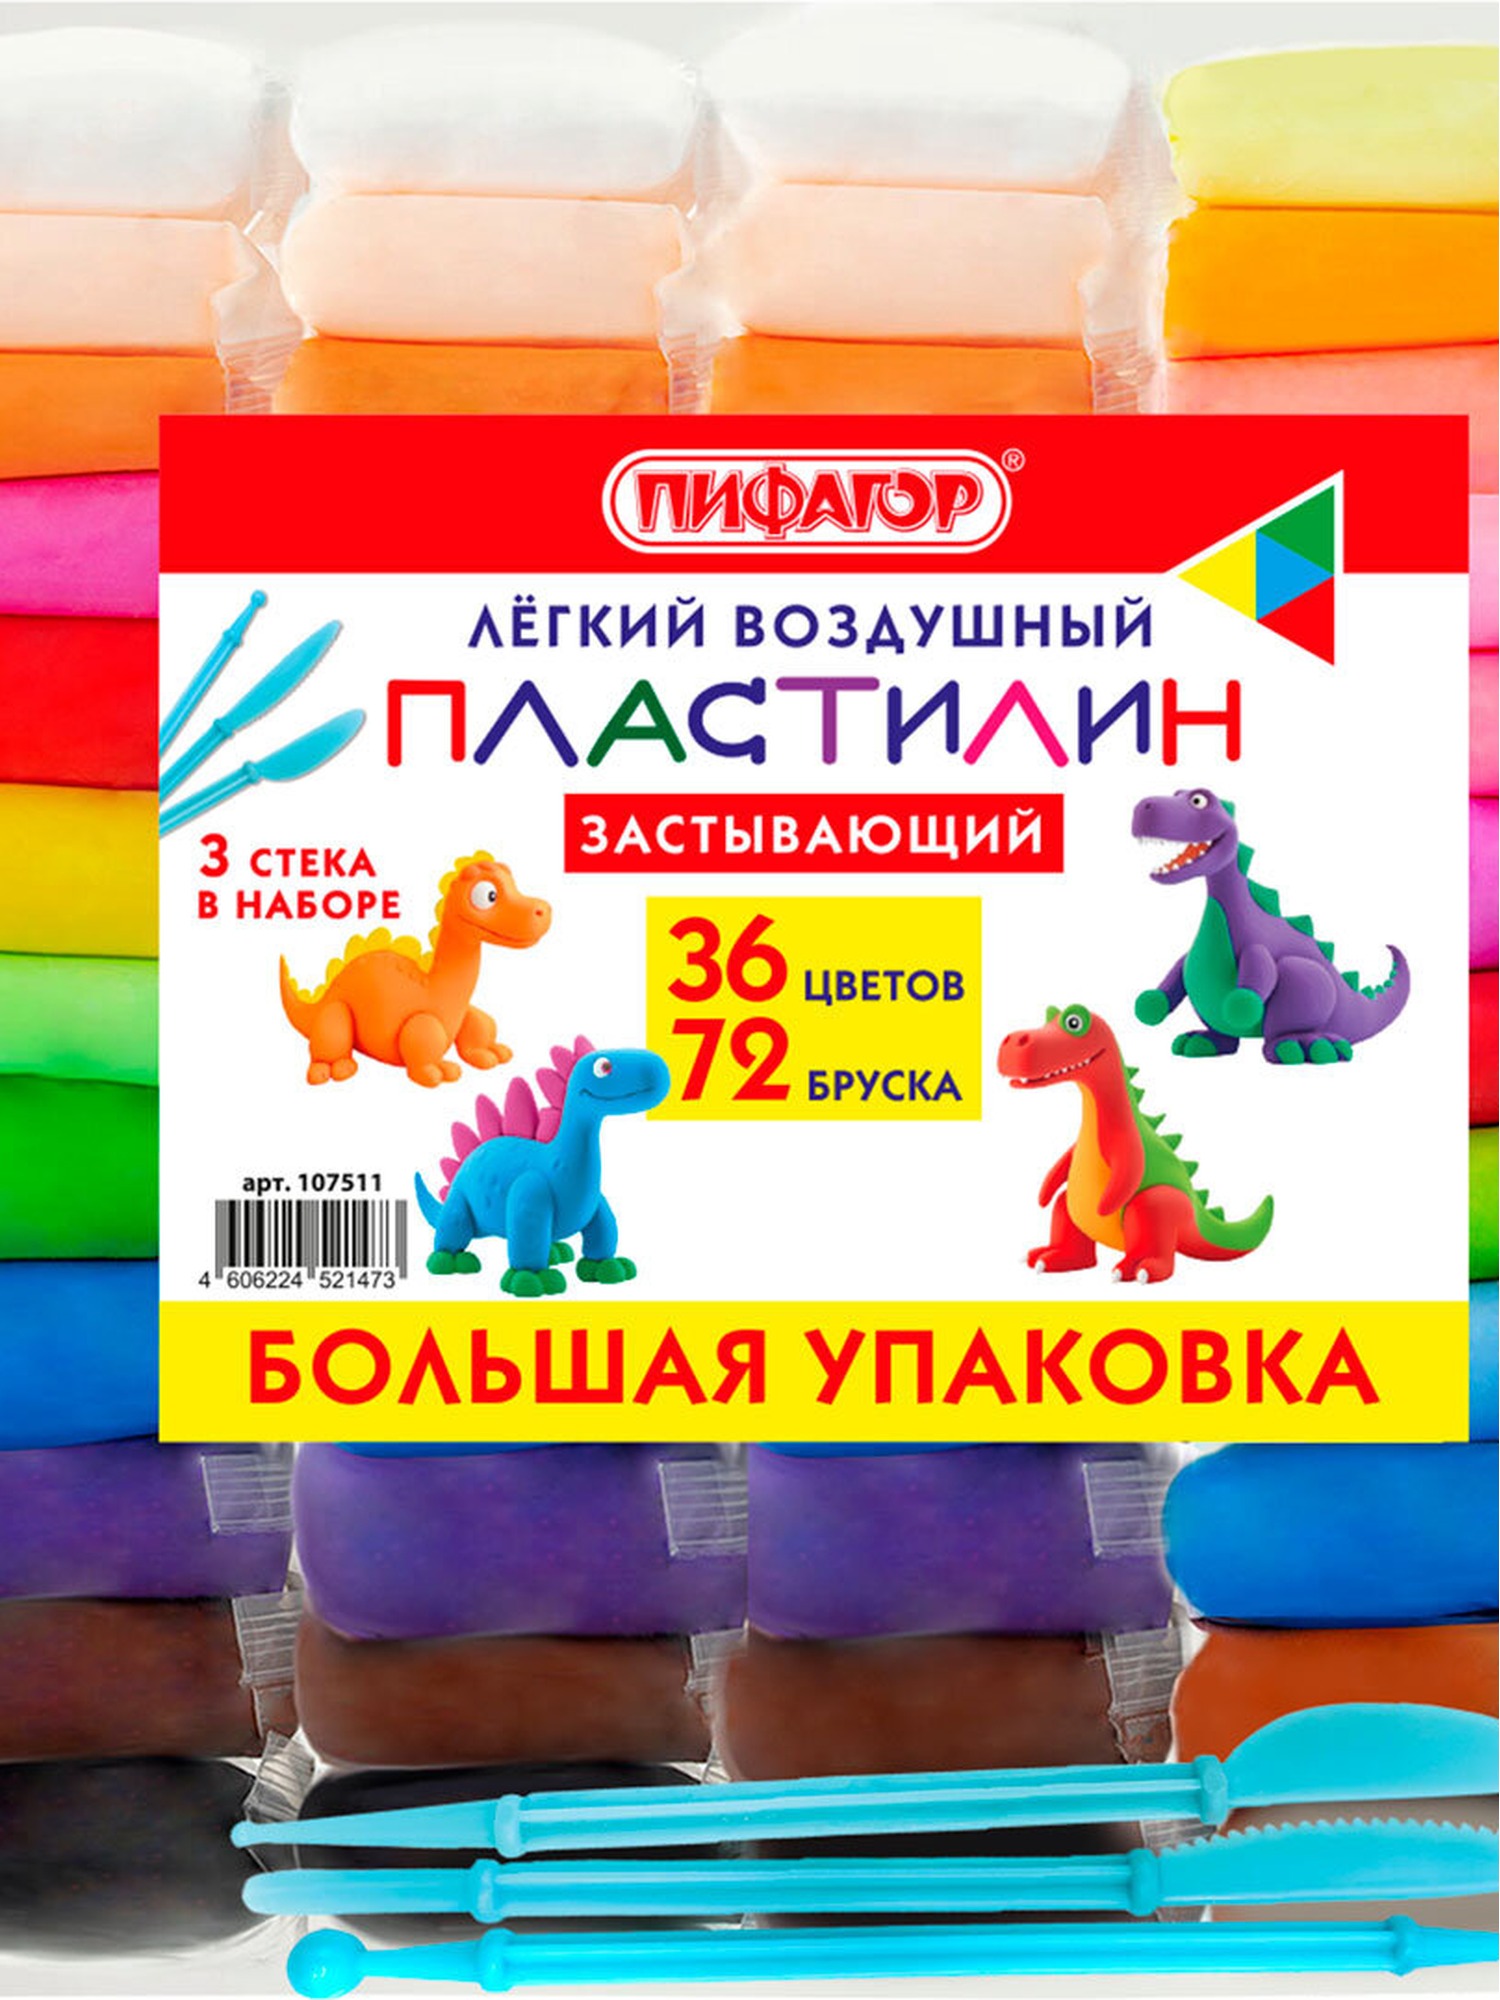 ПИФАГОР®
ЛЁГКИЙ ВОЗДУШНЫЙ
ПЛАСТИЛИН
ЗАСТЫВАЮЩИЙ
3 СТЕКА
В НАБОРЕ
36 ЦВЕТОВ
72 БРУСКА
арт. 107511
4 606224 521473
БОЛЬШАЯ УПАКОВКА